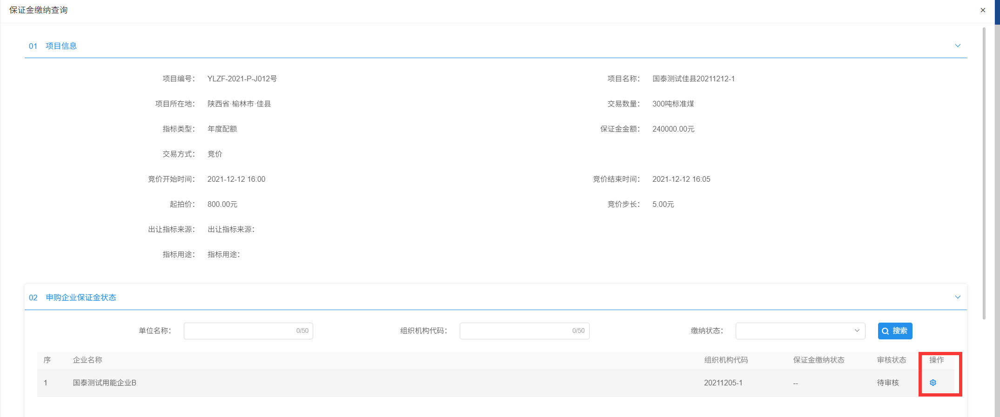 保证金缴纳查询
01 项目信息
项目编号： YLZF-2021-P-J012号 项目名称： 国泰测试佳县20211212-1
项目所在地： 陕西省·榆林市·佳县 交易数量： 300吨标准煤
指标类型： 年度配额 保证金金额： 240000.00元
交易方式： 竞价
竞价开始时间： 2021-12-12 16:00 竞价结束时间： 2021-12-12 16:05
起拍价： 800.00元 竞价步长： 5.00元
出让指标来源： 出让指标来源：
指标用途： 指标用途：
02 申购企业保证金状态
单位名称： 0/50 组织机构代码： 0/50 缴纳状态： 搜索
序 企业名称 组织机构代码 保证金缴纳状态 审核状态 操作
1 国泰测试用能企业B 20211205-1 -- 待审核